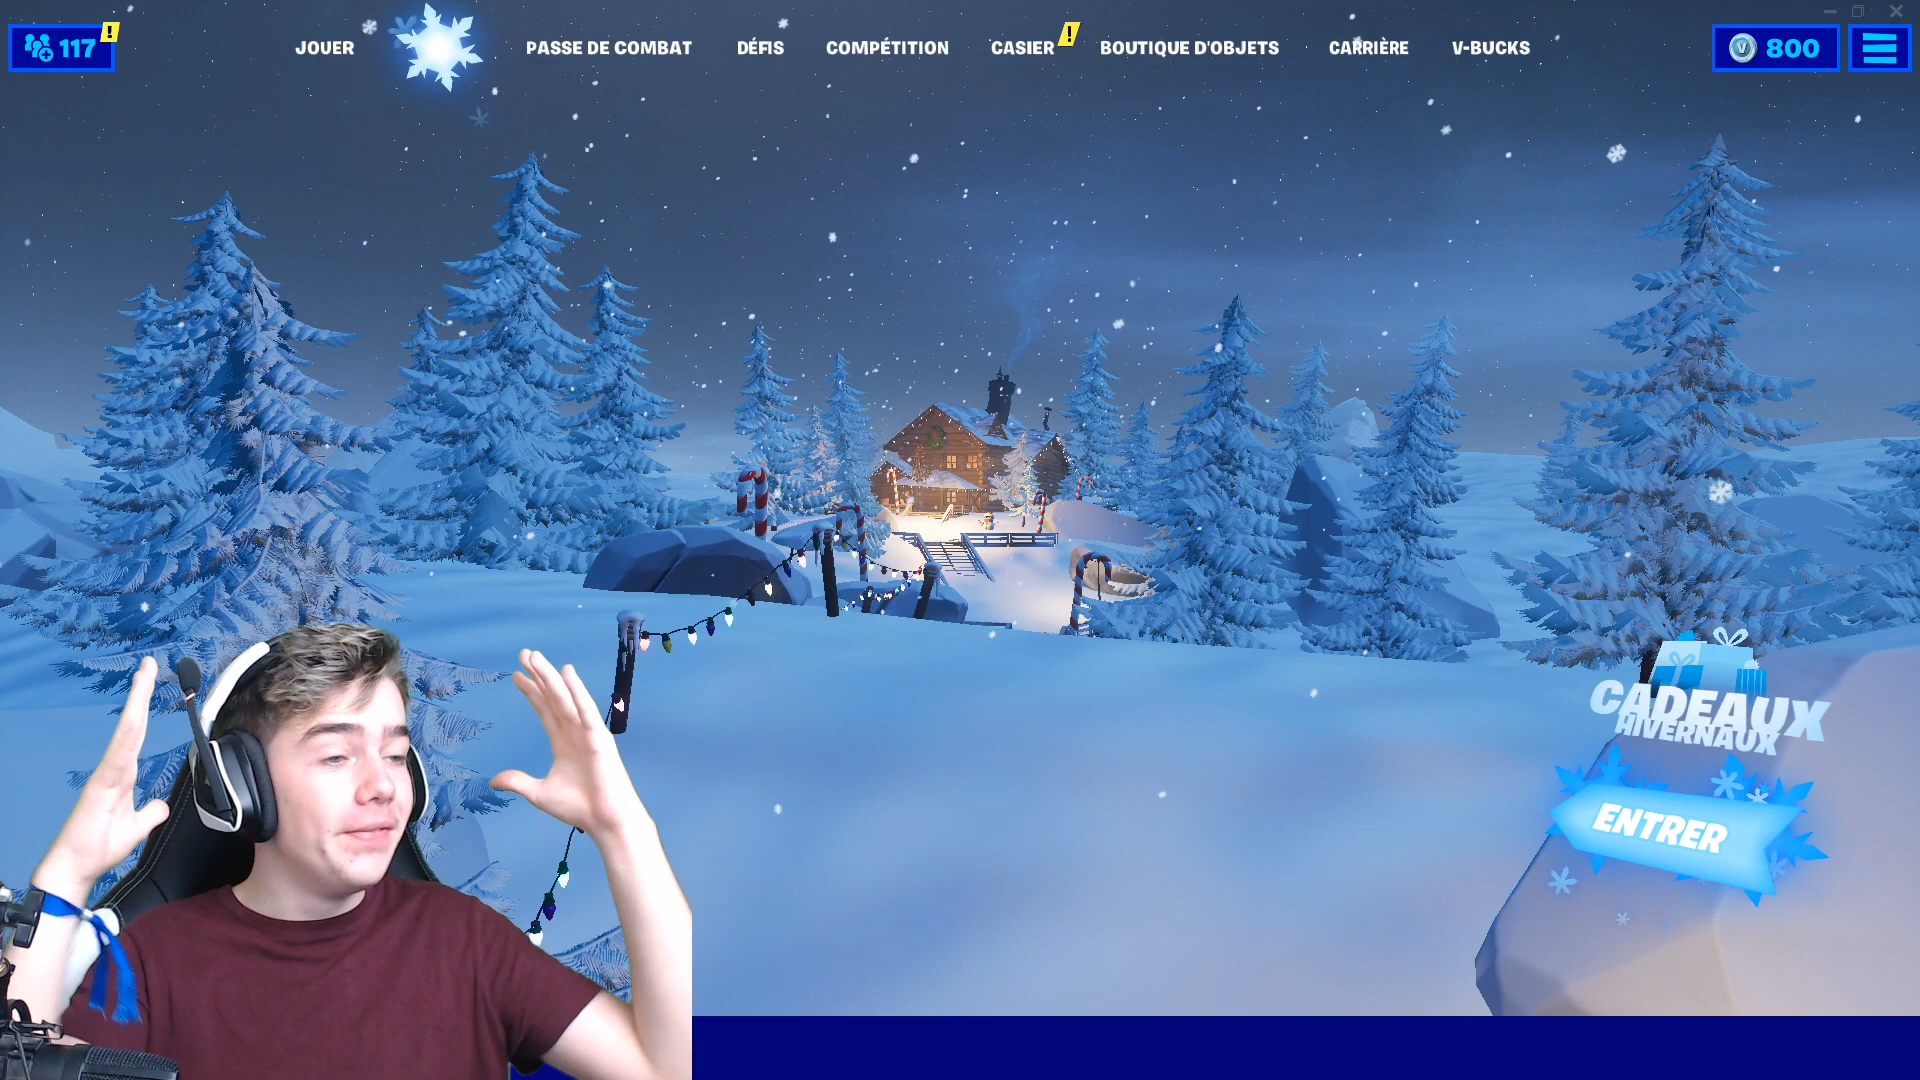 117 !
JOUER
PASSE DE COMBAT
DÉFIS
COMPÉTITION
CASIER !
BOUTIQUE D'OBJETS
CARRIÈRE
V-BUCKS
V 800
CADEAUX
HIVERNAUX
ENTRER